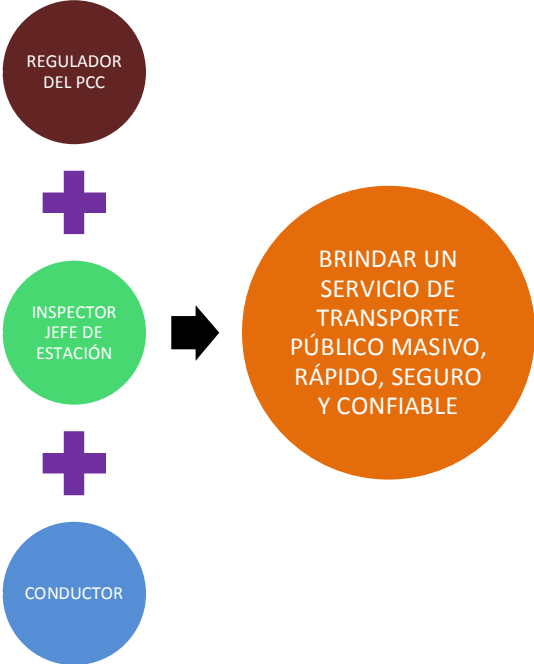 REGULADOR
DEL PCC
INSPECTOR
JEFE DE
ESTACIÓN
CONDUCTOR
BRINDAR UN
SERVICIO DE
TRANSPORTE
PÚBLICO MASIVO,
RÁPIDO, SEGURO
Y CONFIABLE